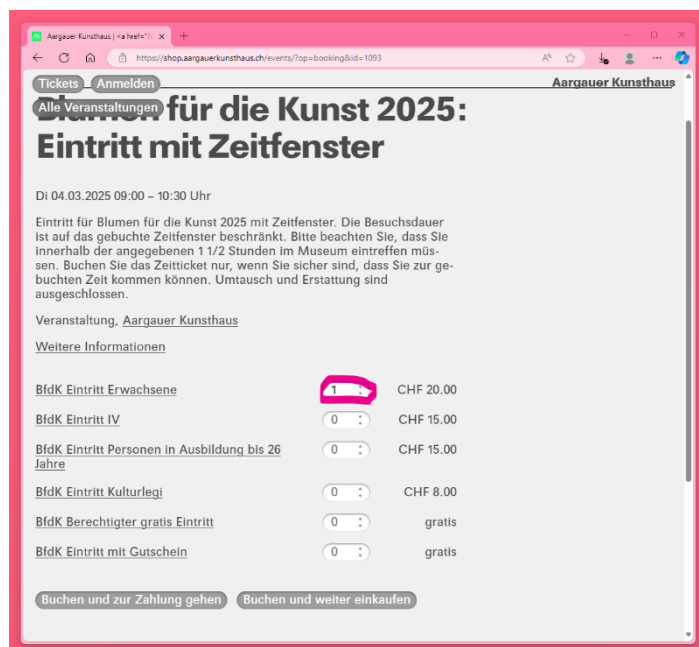 Aargauer Kunsthaus | <a href="/
https://shop.aargauerkunsthaus.ch/events/?op=booking&id=1093
Tickets Anmelden
Aargauer Kunsthaus
Alle Veranstaltungen
Blumen für die Kunst 2025:
Eintritt mit Zeitfenster
Di 04.03.2025 09:00 – 10:30 Uhr
Eintritt für Blumen für die Kunst 2025 mit Zeitfenster. Die Besuchsdauer
ist auf das gebuchte Zeitfenster beschränkt. Bitte beachten Sie, dass Sie
innerhalb der angegebenen 1 1/2 Stunden im Museum eintreffen müs-
sen. Buchen Sie das Zeitticket nur, wenn Sie sicher sind, dass Sie zur ge-
buchten Zeit kommen können. Umtausch und Erstattung sind
ausgeschlossen.
Veranstaltung, Aargauer Kunsthaus
Weitere Informationen
BfdK Eintritt Erwachsene 1 CHF 20.00
BfdK Eintritt IV 0 CHF 15.00
BfdK Eintritt Personen in Ausbildung bis 26 0 CHF 15.00
Jahre
BfdK Eintritt Kulturlegi 0 CHF 8.00
BfdK Berechtigter gratis Eintritt 0 gratis
BfdK Eintritt mit Gutschein 0 gratis
Buchen und zur Zahlung gehen Buchen und weiter einkaufen